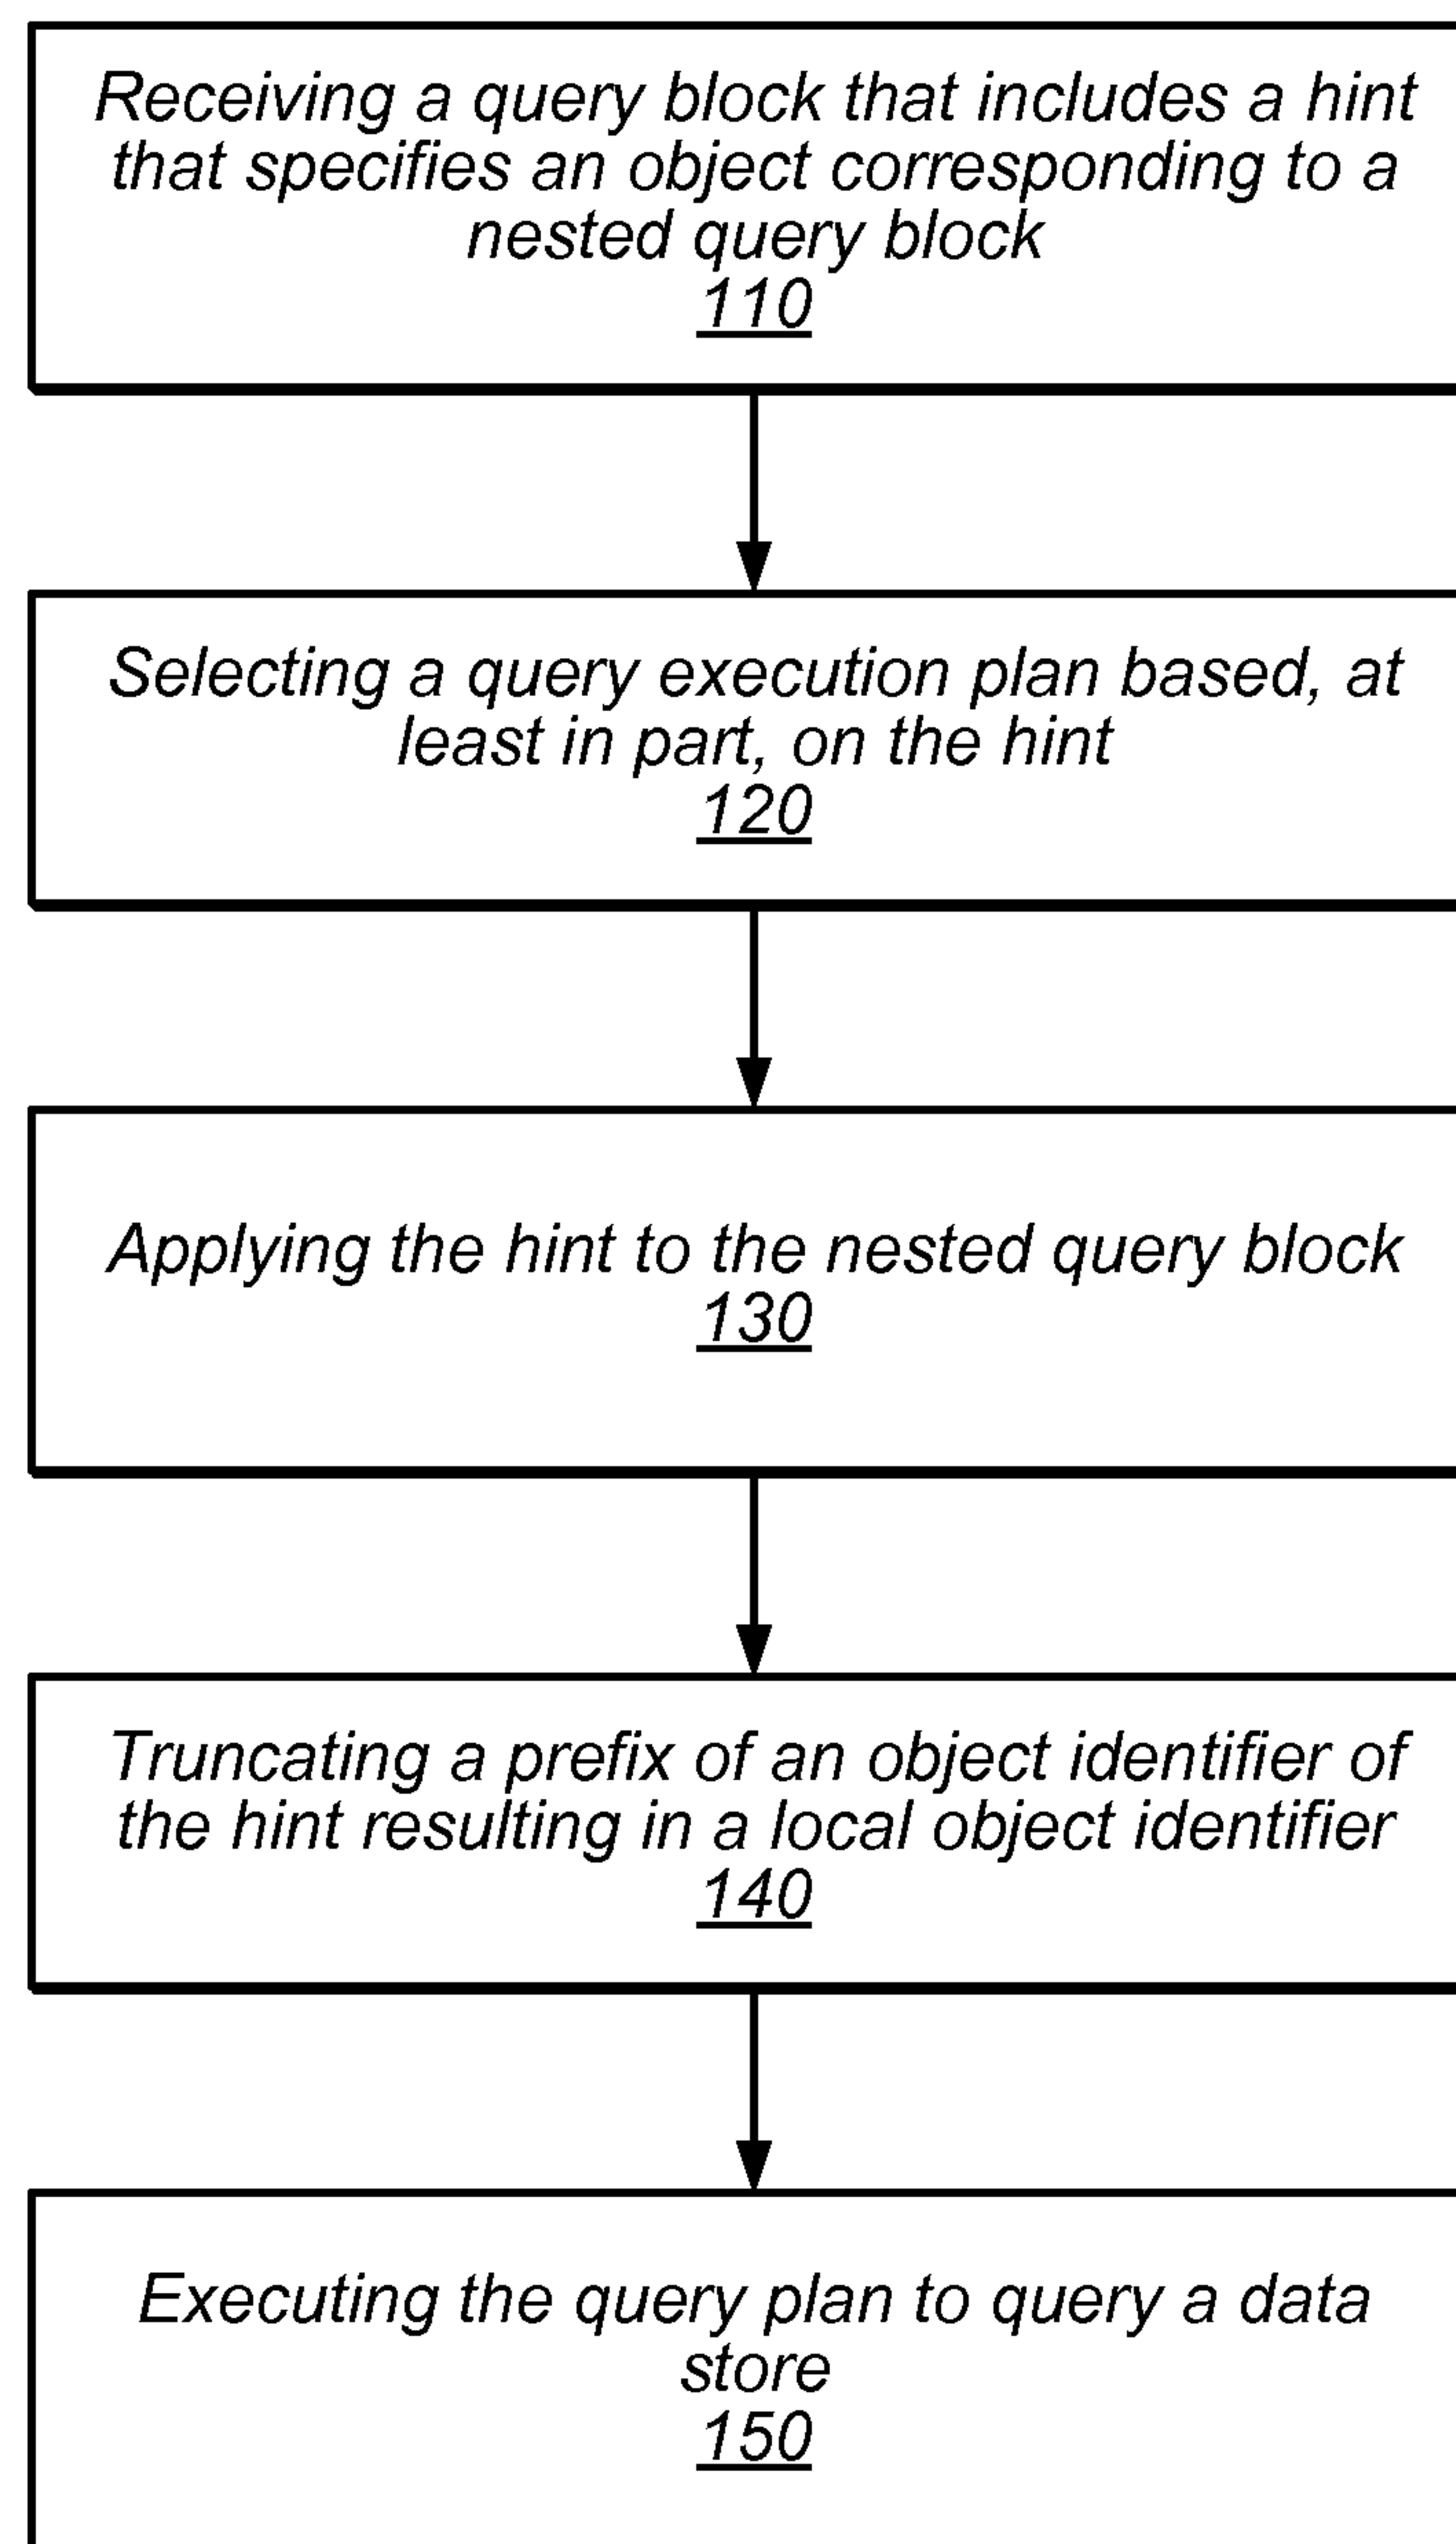 Receiving a query block that includes a hint
that specifies an object corresponding to a
nested query block
110
Selecting a query execution plan based, at
least in part, on the hint
120
Applying the hint to the nested query block
130
Truncating a prefix of an object identifier of
the hint resulting in a local object identifier
140
Executing the query plan to query a data
store
150